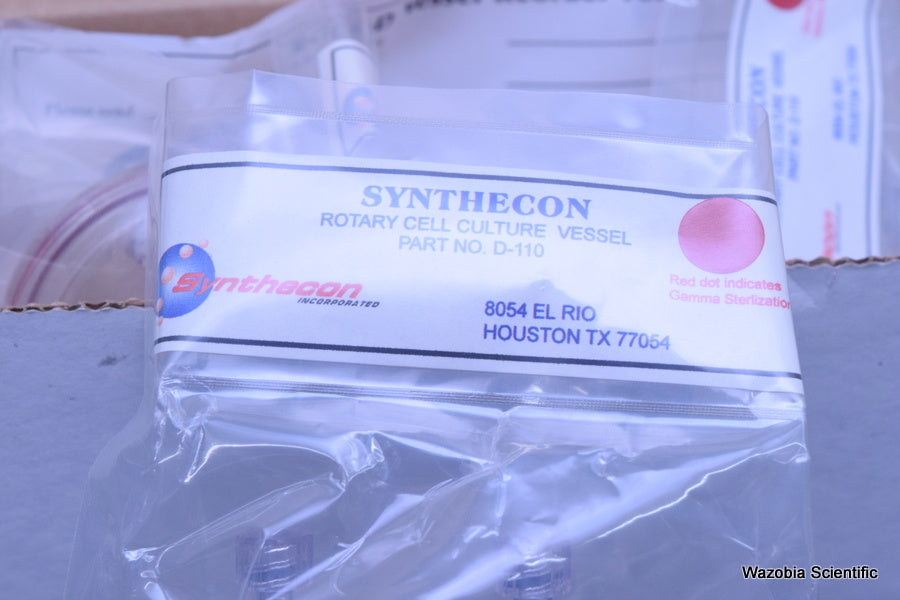 SYNTHECON
ROTARY CELL CULTURE VESSEL
PART NO. D-110
Synthecon
INCORPORATED
8054 EL RIO
HOUSTON TX 77054
Red dot indicates
Gamma Sterilization
Wazobia Scientific